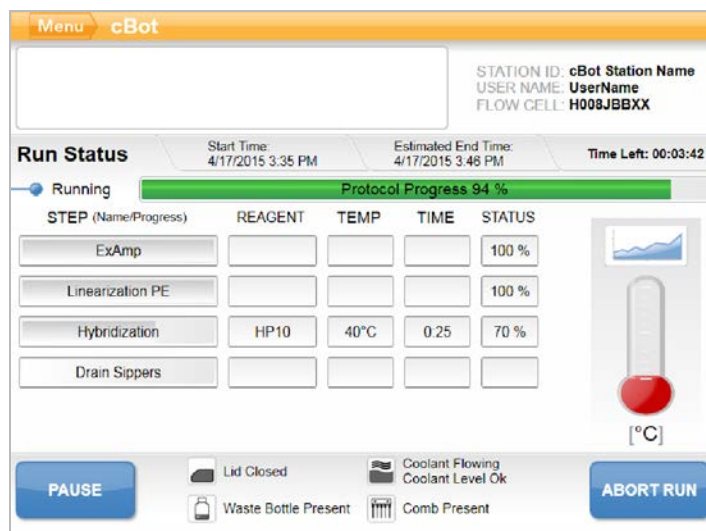 Menu cBot
STATION ID: cBot Station Name
USER NAME: UserName
FLOW CELL: H008JBBXX
Run Status
Start Time:
4/17/2015 3:35 PM
Estimated End Time:
4/17/2015 3:46 PM
Time Left: 00:03:42
Running
Protocol Progress 94 %
STEP (Name/Progress) REAGENT TEMP TIME STATUS
ExAmp 100 %
Linearization PE 100 %
Hybridization HP10 40°C 0:25 70 %
Drain Sippers
[°C]
PAUSE
Lid Closed
Coolant Flowing
Coolant Level Ok
Waste Bottle Present
Comb Present
ABORT RUN